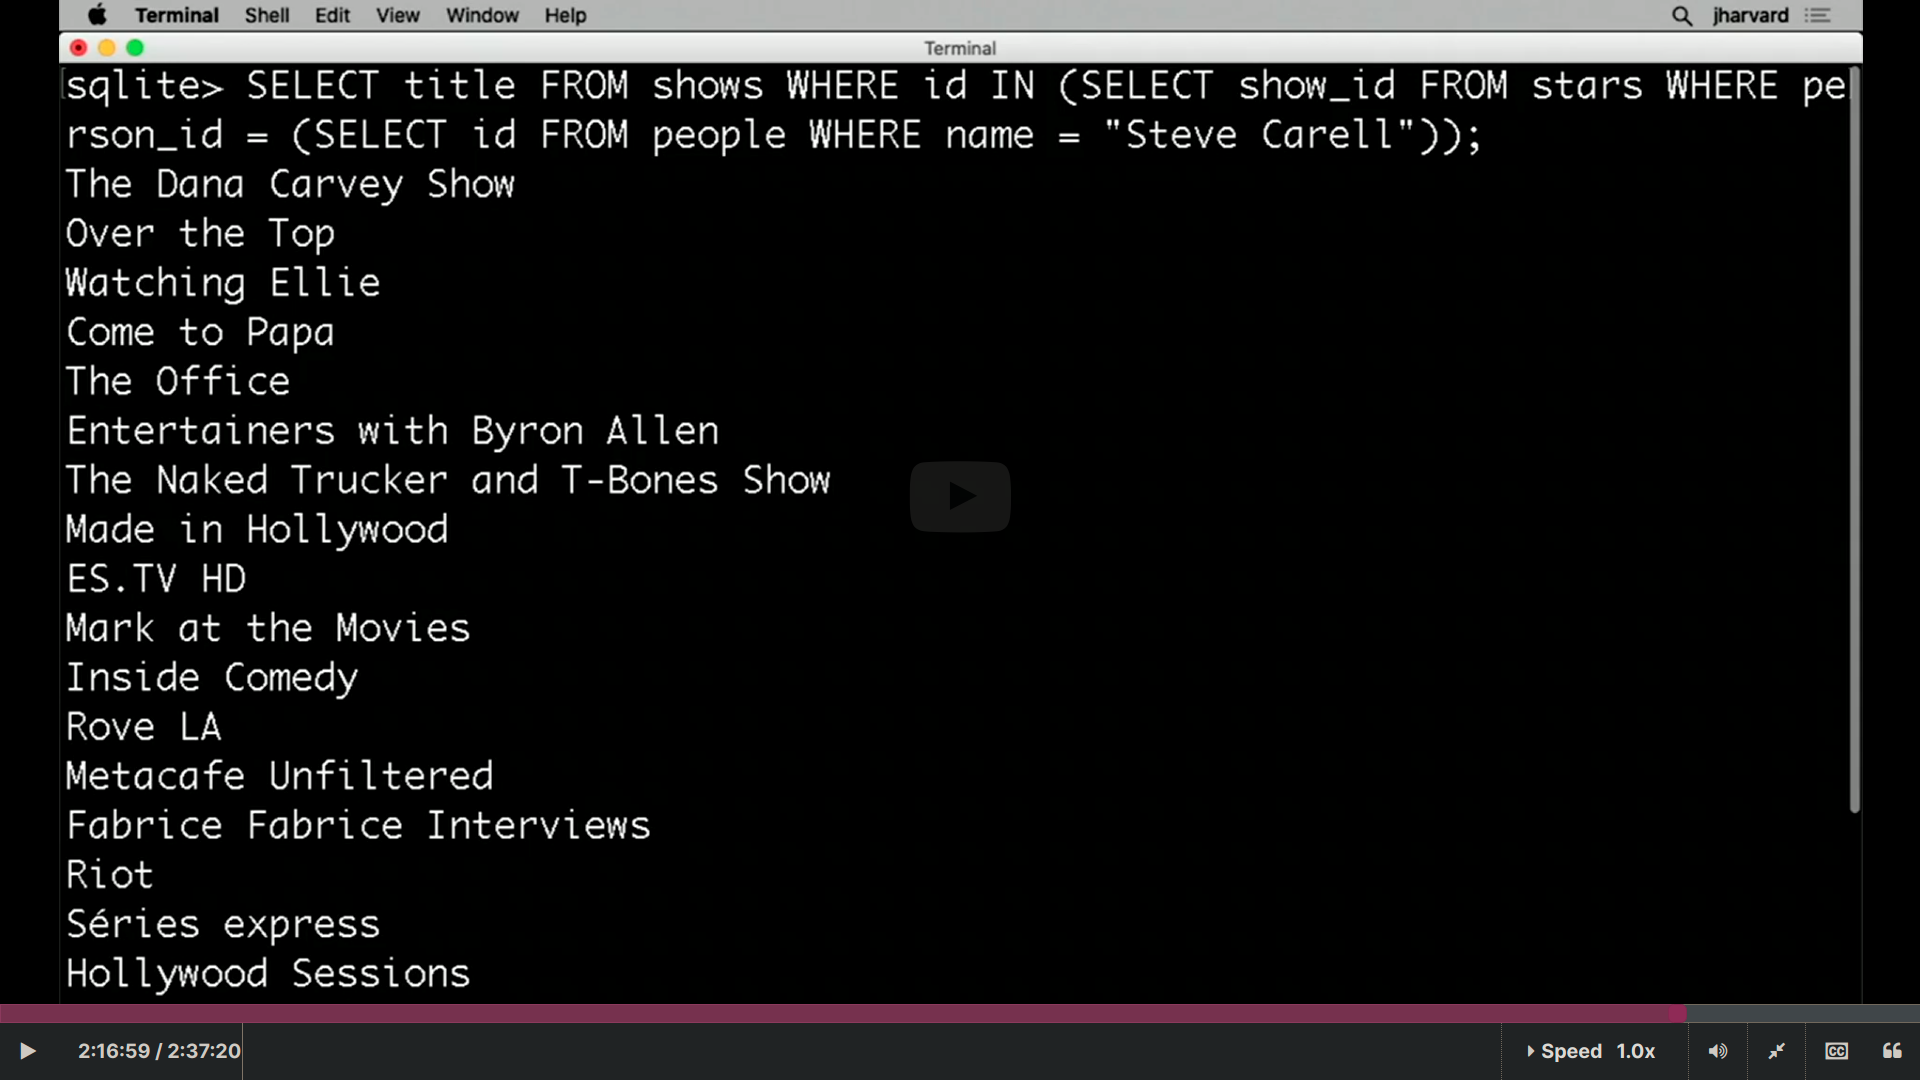 Terminal Shell Edit View Window Help jharvard
Terminal
sqlite> SELECT title FROM shows WHERE id IN (SELECT show_id FROM stars WHERE pe
rson_id = (SELECT id FROM people WHERE name = "Steve Carell"));
The Dana Carvey Show
Over the Top
Watching Ellie
Come to Papa
The Office
Entertainers with Byron Allen
The Naked Trucker and T-Bones Show
Made in Hollywood
ES.TV HD
Mark at the Movies
Inside Comedy
Rove LA
Metacafe Unfiltered
Fabrice Fabrice Interviews
Riot
Séries express
Hollywood Sessions
2:16:59 / 2:37:20 Speed 1.0x CC